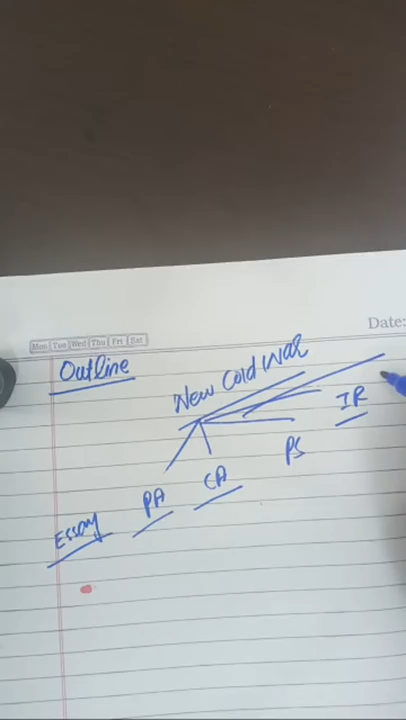 Mon Tue Wed Thu Fri Sat
Date:
Outline
New Cold War
IR
PS
CA
PA
Essay